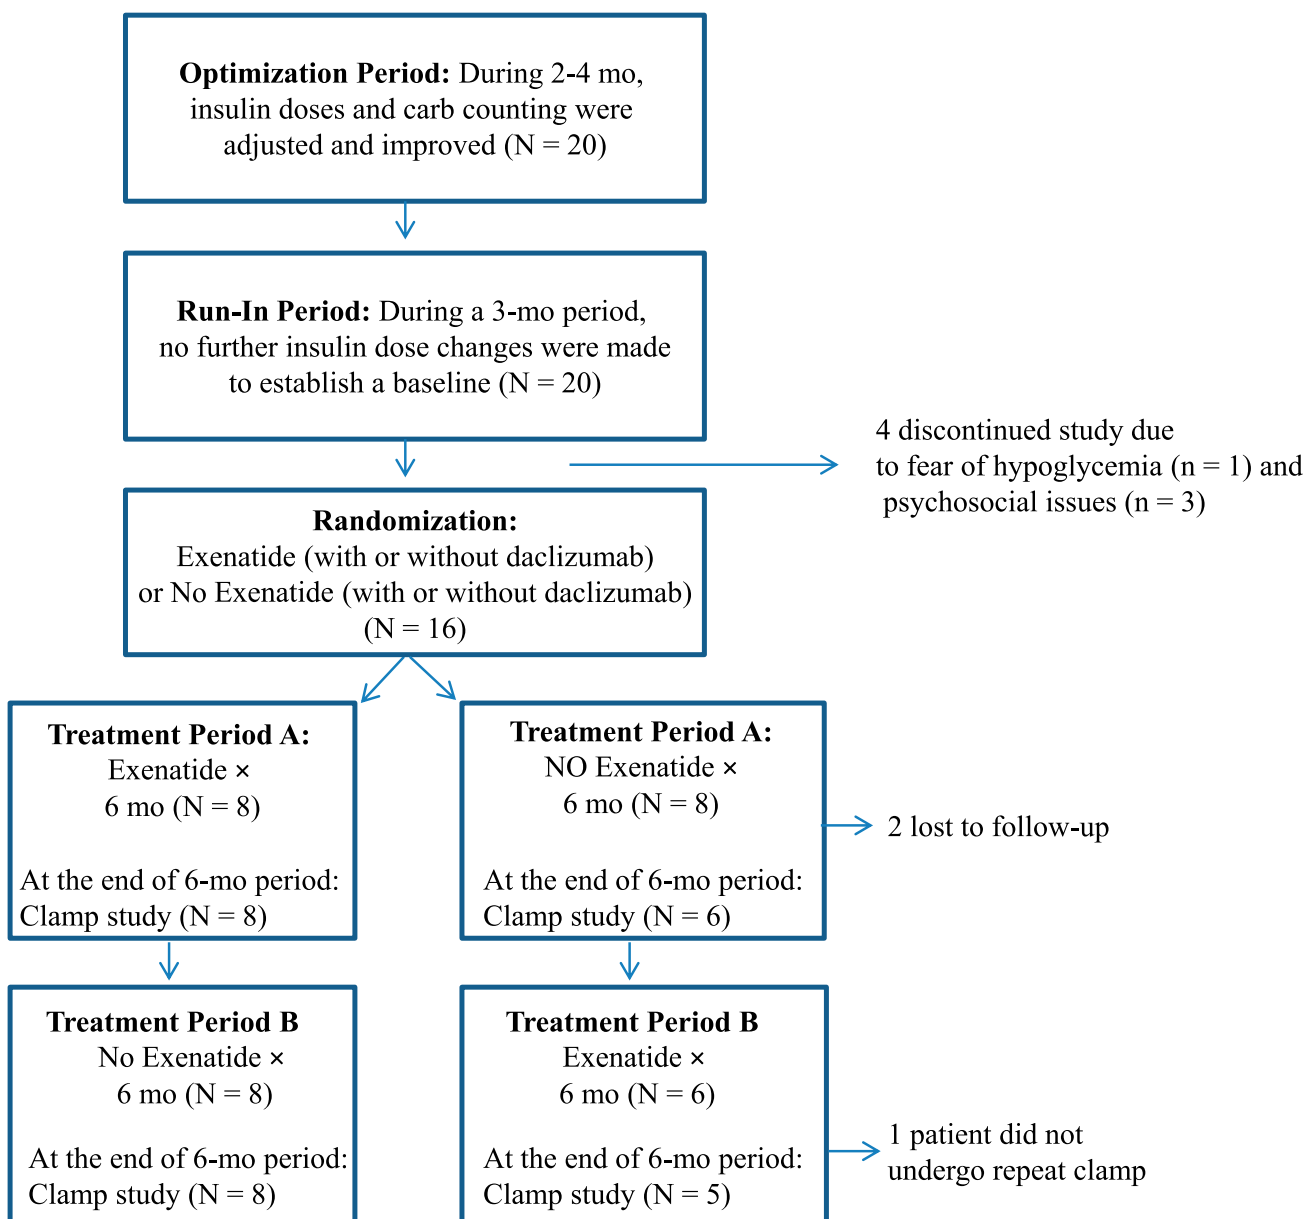 Optimization Period: During 2-4 mo,
insulin doses and carb counting were
adjusted and improved (N = 20)
Run-In Period: During a 3-mo period,
no further insulin dose changes were made
to establish a baseline (N = 20)
4 discontinued study due
to fear of hypoglycemia (n = 1) and
psychosocial issues (n = 3)
Randomization:
Exenatide (with or without daclizumab)
or No Exenatide (with or without daclizumab)
(N = 16)
Treatment Period A:
Exenatide ×
6 mo (N = 8)
At the end of 6-mo period:
Clamp study (N = 8)
Treatment Period A:
NO Exenatide ×
6 mo (N = 8)
At the end of 6-mo period:
Clamp study (N = 6)
2 lost to follow-up
Treatment Period B
No Exenatide ×
6 mo (N = 8)
At the end of 6-mo period:
Clamp study (N = 8)
Treatment Period B
Exenatide ×
6 mo (N = 6)
At the end of 6-mo period:
Clamp study (N = 5)
1 patient did not
undergo repeat clamp